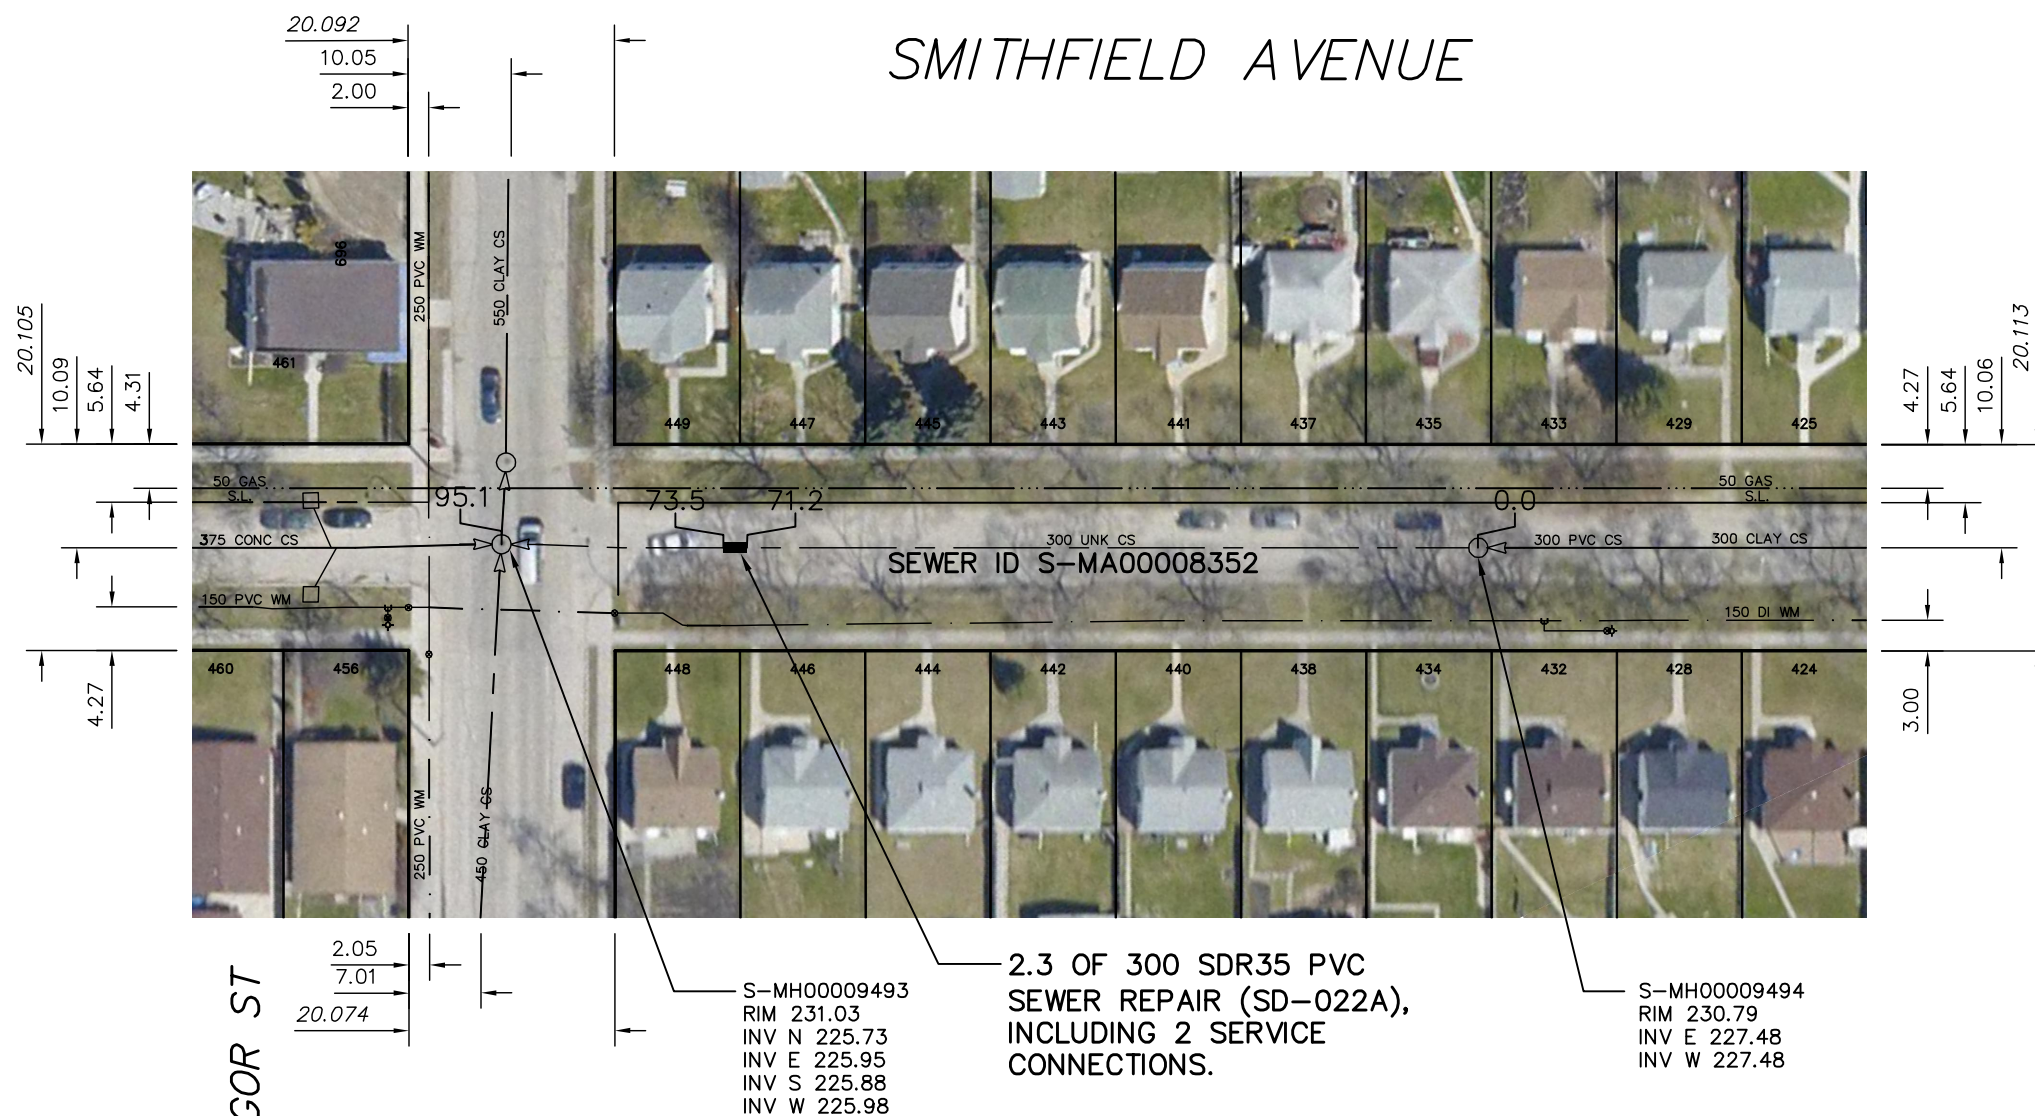 SMITHFIELD AVENUE
20.092
10.05
2.00
250 PVC WM
550 CLAY CS
696
461
449
447
445
443
441
437
435
433
429
425
20.105
10.09
5.64
4.31
4.27
5.64
10.06
20.113
50 GAS
S.L.
95.1
73.5
71.2
0.0
50 GAS
S.L.
375 CONC CS
300 UNK CS
300 PVC CS
300 CLAY CS
SEWER ID S-MA00008352
150 PVC WM
150 DI WM
460
456
448
446
444
442
440
438
434
432
428
424
4.27
3.00
250 PVC WM
450 CLAY CS
2.05
7.01
20.074
GOR ST
S-MH00009493
RIM 231.03
INV N 225.73
INV E 225.95
INV S 225.88
INV W 225.98
2.3 OF 300 SDR35 PVC
SEWER REPAIR (SD-022A),
INCLUDING 2 SERVICE
CONNECTIONS.
S-MH00009494
RIM 230.79
INV E 227.48
INV W 227.48